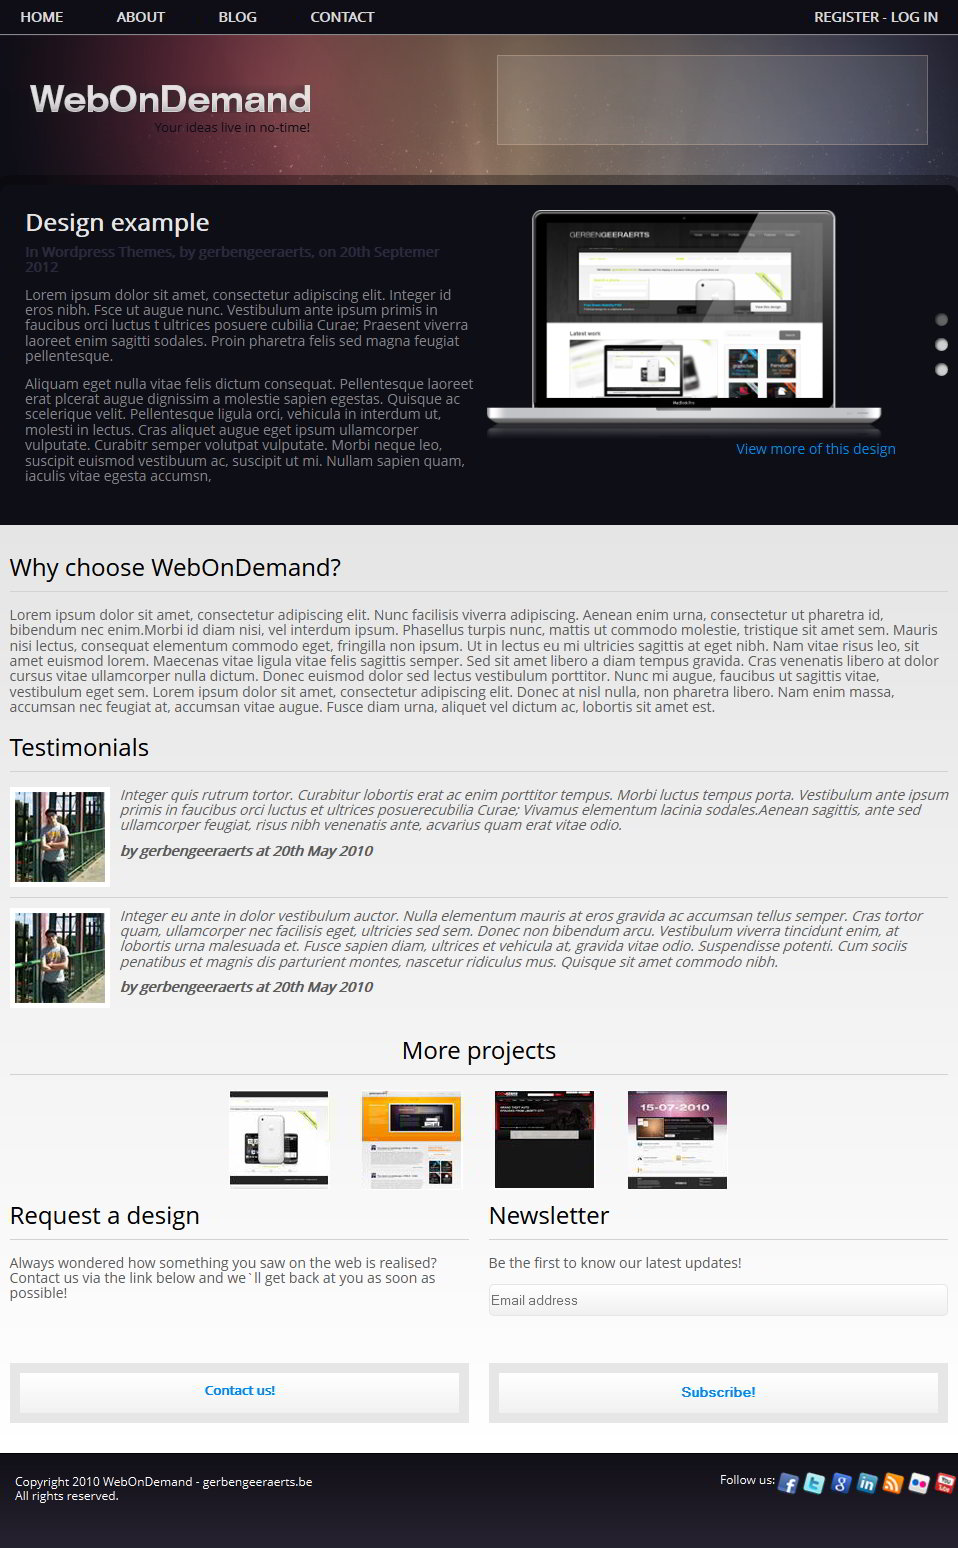 HOME ABOUT BLOG CONTACT REGISTER - LOG IN
WebOnDemand
Your ideas live in no-time!
Design example
In Wordpress Themes, by gerbengeeraerts, on 20th Septemer
2012
Lorem ipsum dolor sit amet, consectetur adipiscing elit. Integer id
eros nibh. Fsce ut augue nunc. Vestibulum ante ipsum primis in
faucibus orci luctus t ultrices posuere cubilia Curae; Praesent viverra
laoreet enim sagitti sodales. Proin pharetra felis sed magna feugiat
pellentesque.
Aliquam eget nulla vitae felis dictum consequat. Pellentesque laoreet
erat plcerat augue dignissim a molestie sapien egestas. Quisque ac
scelerique velit. Pellentesque ligula orci, vehicula in interdum ut,
molesti in lectus. Cras aliquet augue eget ipsum ullamcorper
vulputate. Curabitr semper volutpat vulputate. Morbi neque leo,
suscipit euismod vestibuum ac, suscipit ut mi. Nullam sapien quam,
iaculis vitae egesta accumsn,
GERBENGEERAERTS
Latest work
MacBook Pro
View more of this design
Why choose WebOnDemand?
Lorem ipsum dolor sit amet, consectetur adipiscing elit. Nunc facilisis viverra adipiscing. Aenean enim urna, consectetur ut pharetra id,
bibendum nec enim.Morbi id diam nisi, vel interdum ipsum. Phasellus turpis nunc, mattis ut commodo molestie, tristique sit amet sem. Mauris
nisi lectus, consequat elementum commodo eget, fringilla non ipsum. Ut in lectus eu mi ultricies sagittis at eget nibh. Nam vitae risus leo, sit
amet euismod lorem. Maecenas vitae ligula vitae felis sagittis semper. Sed sit amet libero a diam tempus gravida. Cras venenatis libero at dolor
cursus vitae ullamcorper nulla dictum. Donec euismod dolor sed lectus vestibulum porttitor. Nunc mi augue, faucibus ut sagittis vitae,
vestibulum eget sem. Lorem ipsum dolor sit amet, consectetur adipiscing elit. Donec at nisl nulla, non pharetra libero. Nam enim massa,
accumsan nec feugiat at, accumsan vitae augue. Fusce diam urna, aliquet vel dictum ac, lobortis sit amet est.
Testimonials
Integer quis rutrum tortor. Curabitur lobortis erat ac enim porttitor tempus. Morbi luctus tempus porta. Vestibulum ante ipsum
primis in faucibus orci luctus et ultrices posuerecubilia Curae; Vivamus elementum lacinia sodales.Aenean sagittis, ante sed
ullamcorper feugiat, risus nibh venenatis ante, acvarius quam erat vitae odio.
by gerbengeeraerts at 20th May 2010
Integer eu ante in dolor vestibulum auctor. Nulla elementum mauris at eros gravida ac accumsan tellus semper. Cras tortor
quam, ullamcorper nec facilisis eget, ultricies sed sem. Donec non bibendum arcu. Vestibulum viverra tincidunt enim, at
lobortis urna malesuada et. Fusce sapien diam, ultrices et vehicula at, gravida vitae odio. Suspendisse potenti. Cum sociis
penatibus et magnis dis parturient montes, nascetur ridiculus mus. Quisque sit amet commodo nibh.
by gerbengeeraerts at 20th May 2010
More projects
15-07-2010
Request a design
Always wondered how something you saw on the web is realised?
Contact us via the link below and we`ll get back at you as soon as
possible!
Contact us!
Newsletter
Be the first to know our latest updates!
Email address
Subscribe!
Copyright 2010 WebOnDemand - gerbengeeraerts.be
All rights reserved.
Follow us: